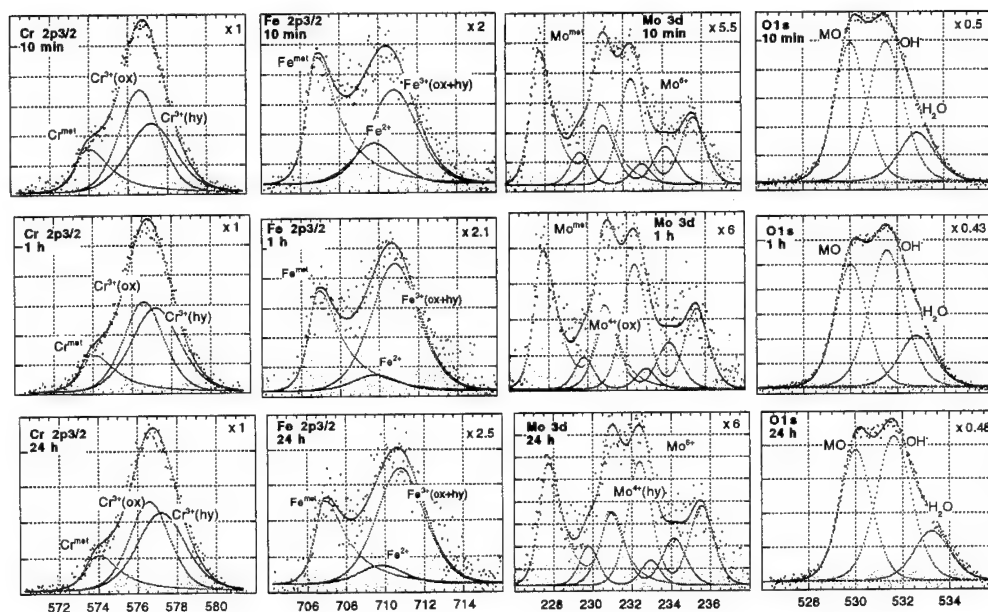 Cr 2p3/2
10 min
x 1
Cr³⁺(ox)
Cr³⁺(hy)
Crᵐᵉᵗ
Fe 2p3/2
10 min
x 2
Feᵐᵉᵗ
Fe³⁺(ox+hy)
Fe²⁺
Mo 3d
10 min
x 5.5
Moᵐᵉᵗ
Mo⁶⁺
O1s
10 min
x 0.5
MO
OH⁻
H₂O
Cr 2p3/2
1 h
x 1
Cr³⁺(ox)
Cr³⁺(hy)
Crᵐᵉᵗ
Fe 2p3/2
1 h
x 2.1
Feᵐᵉᵗ
Fe³⁺(ox+hy)
Fe²⁺
Mo 3d
1 h
x 6
Moᵐᵉᵗ
Mo⁴⁺(ox)
O1s
1 h
x 0.43
MO
OH⁻
H₂O
Cr 2p3/2
24 h
x 1
Cr³⁺(ox)
Cr³⁺(hy)
Crᵐᵉᵗ
572 574 576 578 580
Fe 2p3/2
24 h
x 2.5
Feᵐᵉᵗ
Fe³⁺(ox+hy)
Fe²⁺
706 708 710 712 714
Mo 3d
24 h
x 6
Mo⁶⁺
Mo⁴⁺(hy)
228 230 232 234 236
O1s
24 h
x 0.48
MO
OH⁻
H₂O
528 530 532 534